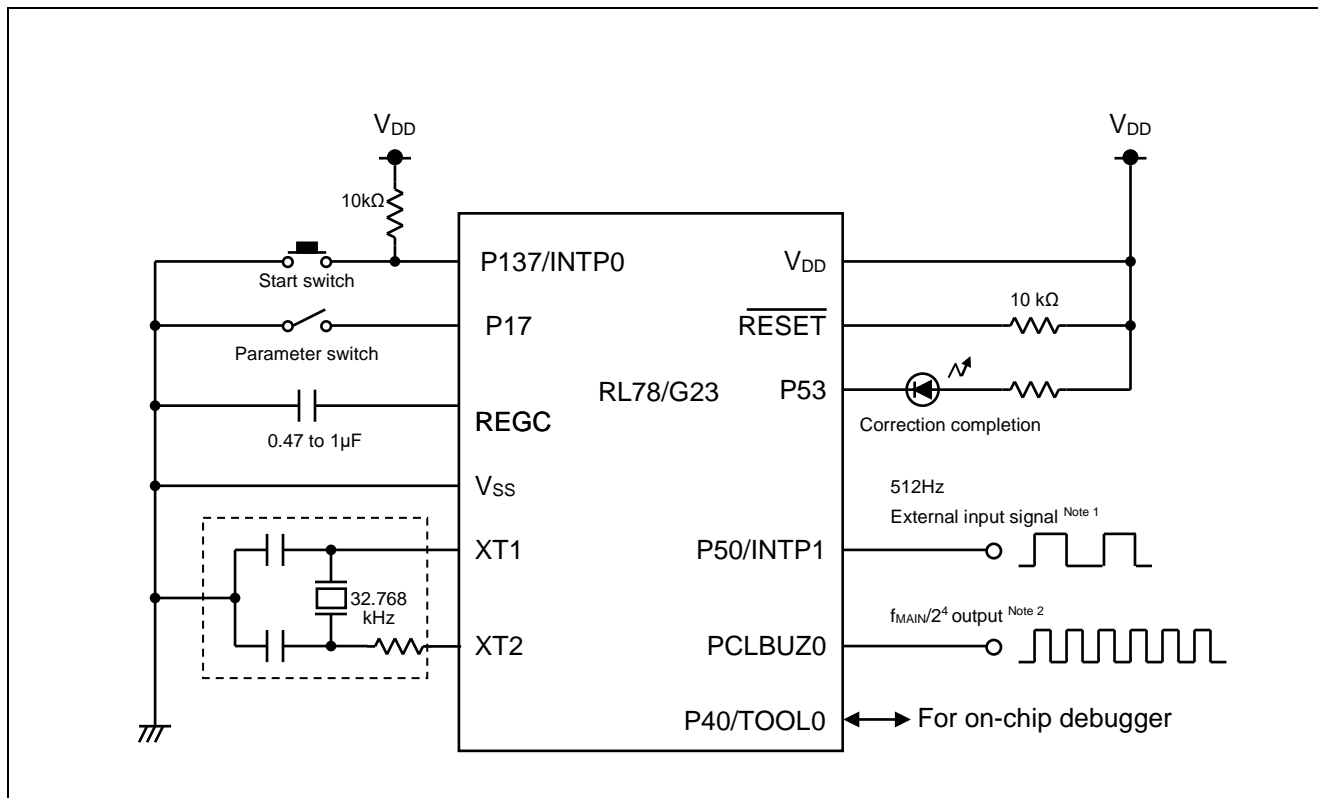 VDD
VDD
10kΩ
P137/INTP0
VDD
Start switch
10 kΩ
P17
RESET
Parameter switch
RL78/G23
P53
REGC
Correction completion
0.47 to 1µF
VSS
512Hz
External input signal Note 1
XT1
P50/INTP1
32.768
kHz
fMAIN/2⁴ output Note 2
XT2
PCLBUZ0
P40/TOOL0
For on-chip debugger